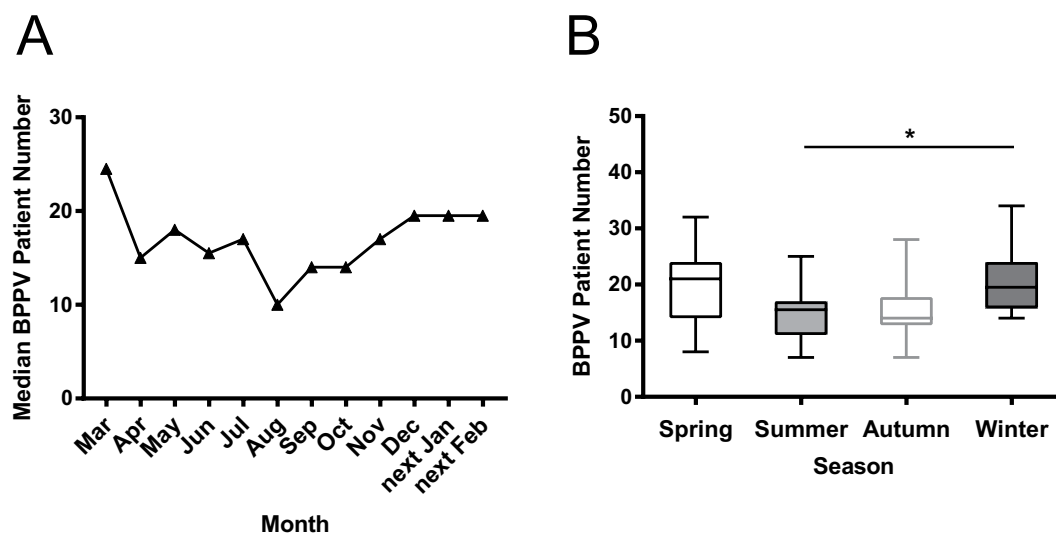 A
Median BPPV Patient Number
30
20
10
0
Mar
Apr
May
Jun
Jul
Aug
Sep
Oct
Nov
Dec
next Jan
next Feb
Month
B
BPPV Patient Number
50
40
30
20
10
0
*
Spring
Summer
Autumn
Winter
Season